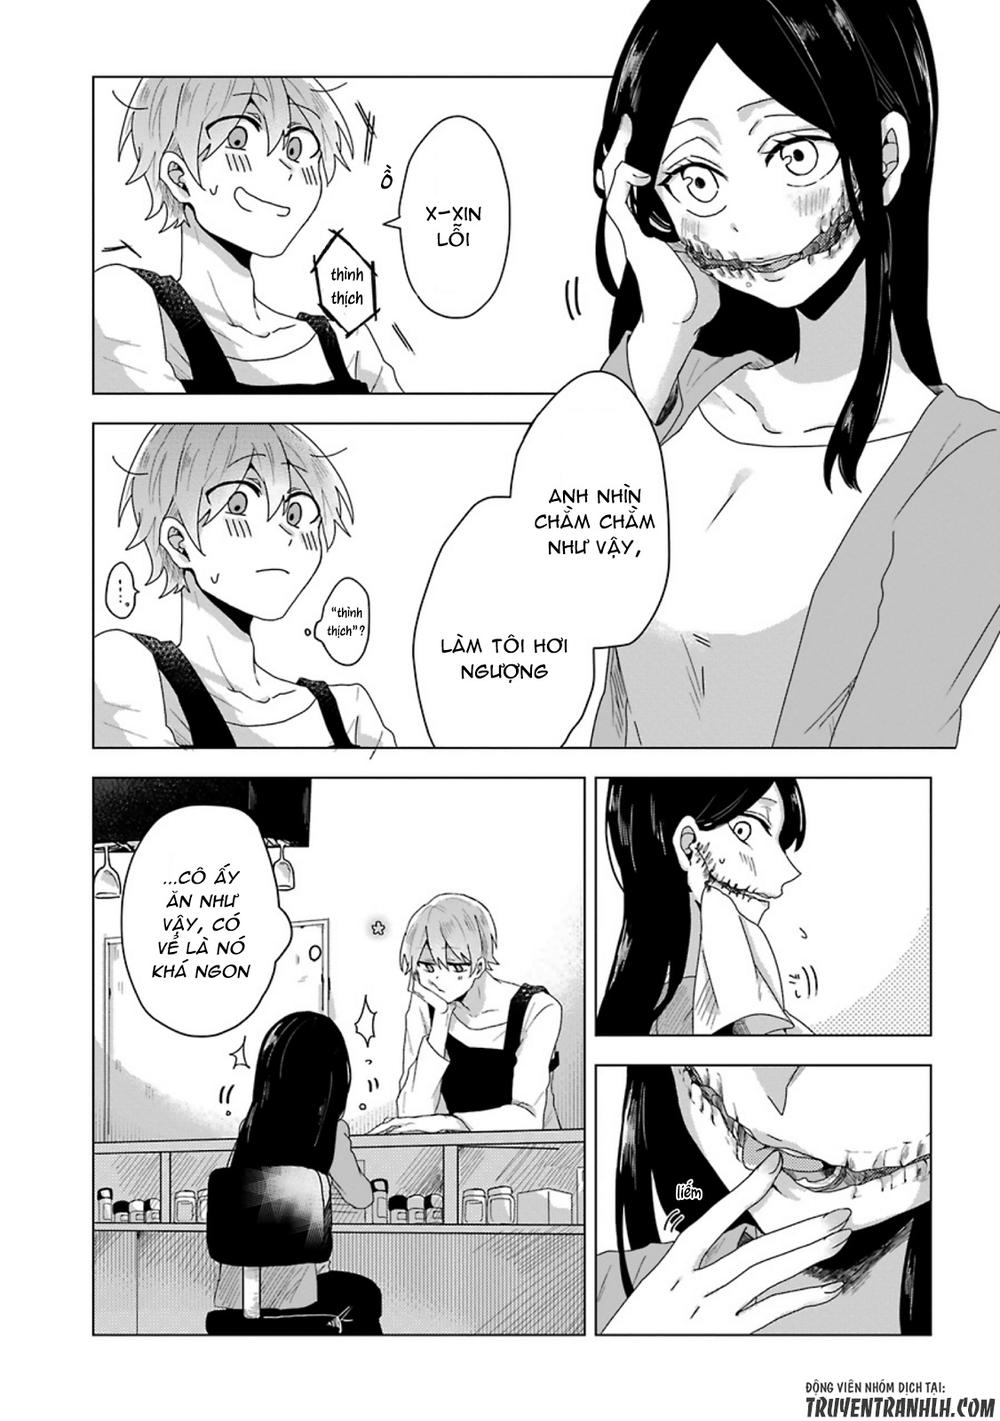 ANH NHÌN
CHẰM CHẰM
NHƯ VẬY,
LÀM TÔI HƠI
NGƯỢNG
X-XIN
LỖI
Ồ
thình
thịch
"thình
thịch"?
...
liếm
...CÔ ẤY
ĂN NHƯ
VẬY, CÓ
VẺ LÀ NÓ
KHÁ NGON
ĐỘNG VIÊN NHÓM DỊCH TẠI:
TRUYENTRANHLH.COM